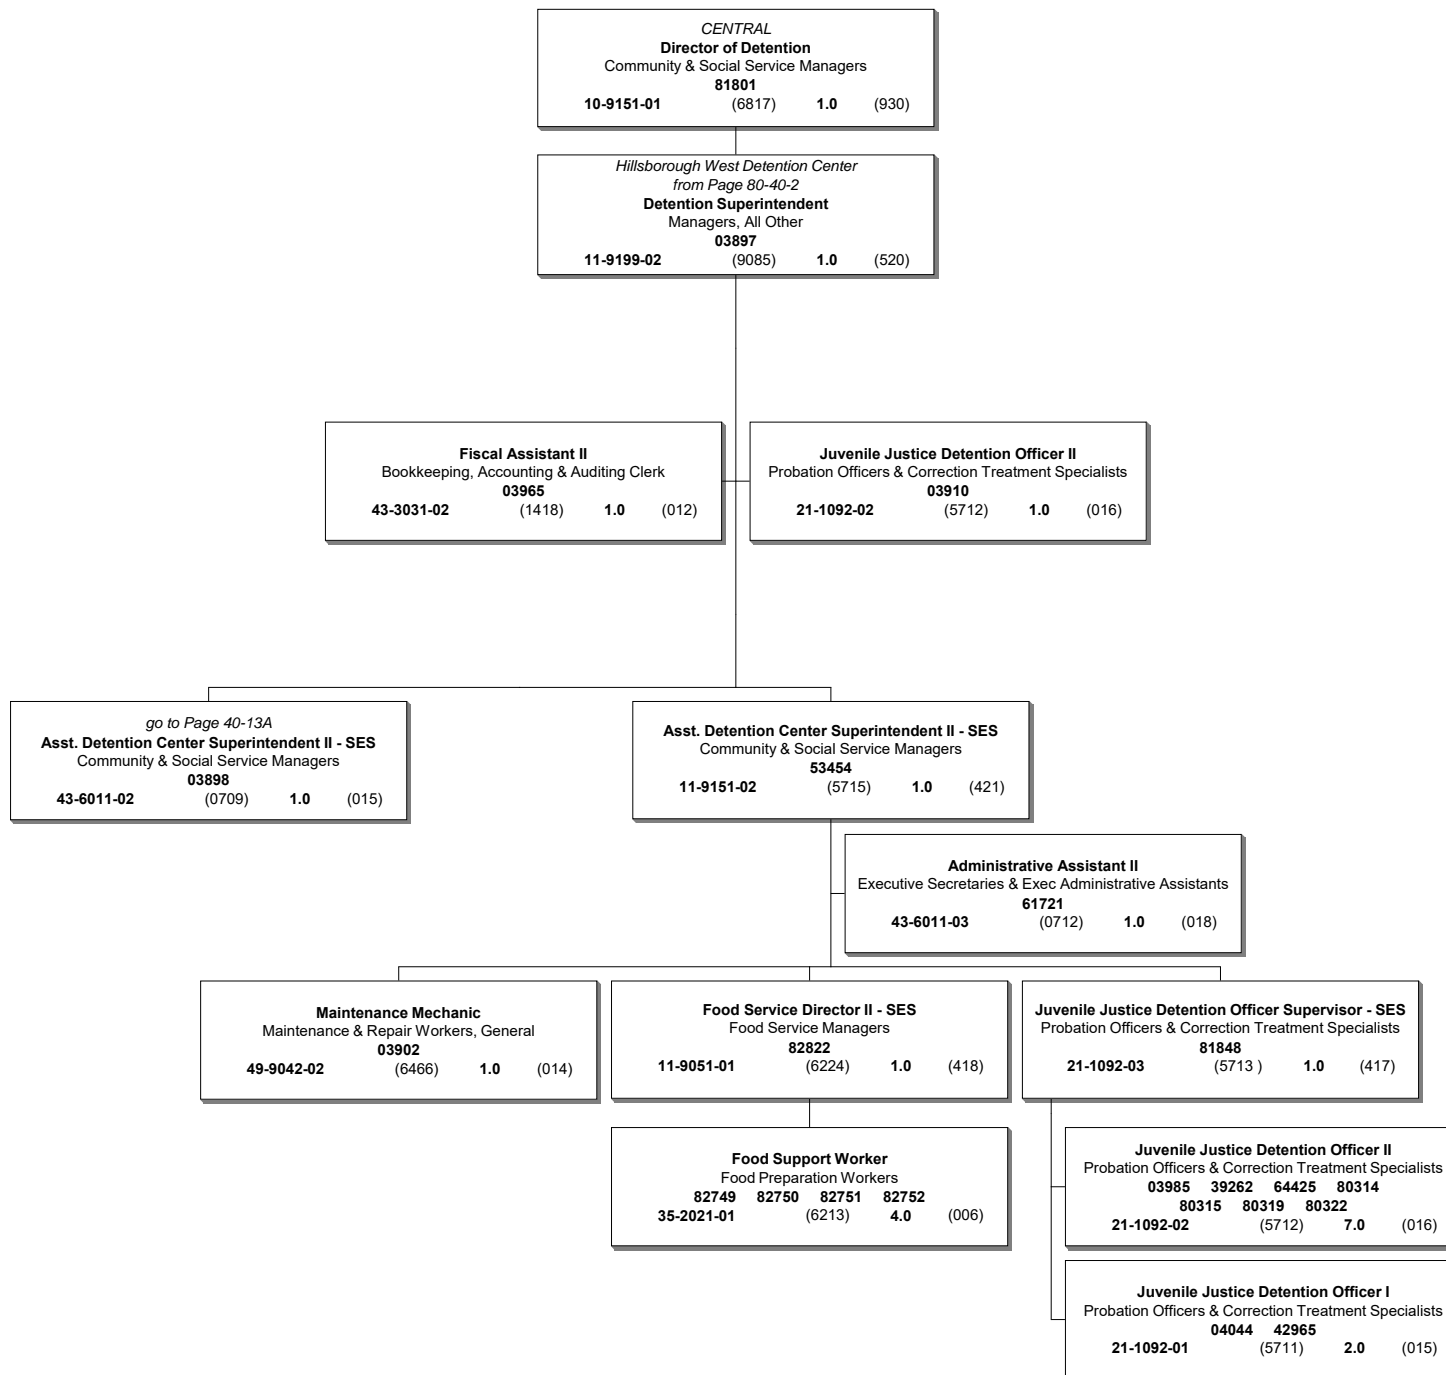 CENTRAL
Director of Detention
Community & Social Service Managers
81801
10-9151-01 (6817) 1.0 (930)
Hillsborough West Detention Center
from Page 80-40-2
Detention Superintendent
Managers, All Other
03897
11-9199-02 (9085) 1.0 (520)
Fiscal Assistant II
Bookkeeping, Accounting & Auditing Clerk
03965
43-3031-02 (1418) 1.0 (012)
Juvenile Justice Detention Officer II
Probation Officers & Correction Treatment Specialists
03910
21-1092-02 (5712) 1.0 (016)
go to Page 40-13A
Asst. Detention Center Superintendent II - SES
Community & Social Service Managers
03898
43-6011-02 (0709) 1.0 (015)
Asst. Detention Center Superintendent II - SES
Community & Social Service Managers
53454
11-9151-02 (5715) 1.0 (421)
Administrative Assistant II
Executive Secretaries & Exec Administrative Assistants
61721
43-6011-03 (0712) 1.0 (018)
Maintenance Mechanic
Maintenance & Repair Workers, General
03902
49-9042-02 (6466) 1.0 (014)
Food Service Director II - SES
Food Service Managers
82822
11-9051-01 (6224) 1.0 (418)
Juvenile Justice Detention Officer Supervisor - SES
Probation Officers & Correction Treatment Specialists
81848
21-1092-03 (5713 ) 1.0 (417)
Food Support Worker
Food Preparation Workers
82749 82750 82751 82752
35-2021-01 (6213) 4.0 (006)
Juvenile Justice Detention Officer II
Probation Officers & Correction Treatment Specialists
03985 39262 64425 80314
80315 80319 80322
21-1092-02 (5712) 7.0 (016)
Juvenile Justice Detention Officer I
Probation Officers & Correction Treatment Specialists
04044 42965
21-1092-01 (5711) 2.0 (015)